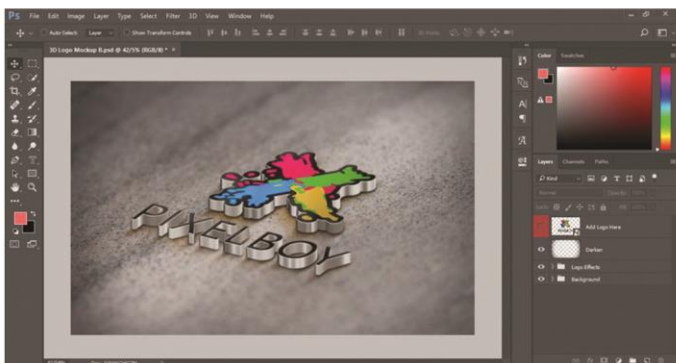 Ps File Edit Image Layer Type Select Filter 3D View Window Help
Auto-Select: Layer Show Transform Controls
3D Logo Mockup B.psd @ 42/5% (RGB/8) *
Color Swatches
PIXELBOY
Layers Channels Paths
Kind
Normal Opacity: 100%
Add Logo Here
Darken
Logo Effects
Background